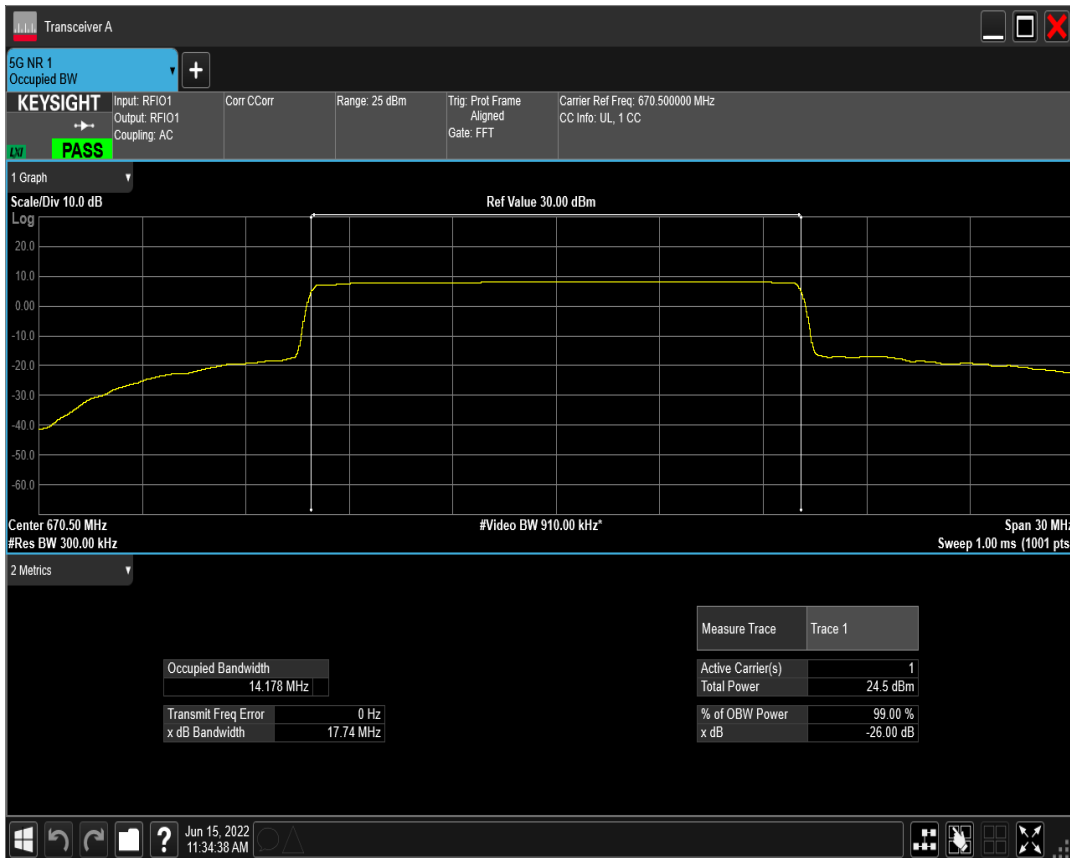 Transceiver A
5G NR 1
Occupied BW
+
KEYSIGHT
LXI
PASS
Input: RFIO1
Output: RFIO1
Coupling: AC
Corr CCorr
Range: 25 dBm
Trig: Prot Frame
Aligned
Gate: FFT
Carrier Ref Freq: 670.500000 MHz
CC Info: UL, 1 CC
1 Graph
Scale/Div 10.0 dB
Ref Value 30.00 dBm
Log
20.0
10.0
0.00
-10.0
-20.0
-30.0
-40.0
-50.0
-60.0
Center 670.50 MHz
#Video BW 910.00 kHz*
Span 30 MHz
#Res BW 300.00 kHz
Sweep 1.00 ms (1001 pts
2 Metrics
Measure Trace Trace 1
Occupied Bandwidth
14.178 MHz
Active Carrier(s) 1
Total Power 24.5 dBm
Transmit Freq Error 0 Hz
x dB Bandwidth 17.74 MHz
% of OBW Power 99.00 %
x dB -26.00 dB
?
Jun 15, 2022
11:34:38 AM